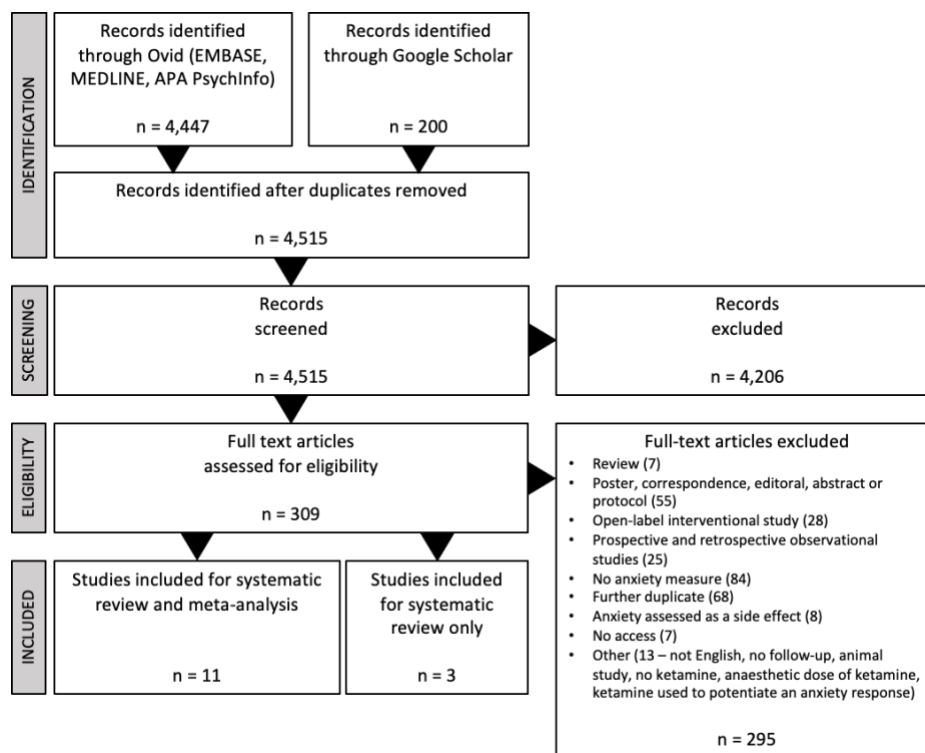 IDENTIFICATION
Records identified
through Ovid (EMBASE,
MEDLINE, APA PsychInfo)
n = 4,447
Records identified
through Google Scholar
n = 200
Records identified after duplicates removed
n = 4,515
SCREENING
Records
screened
n = 4,515
Records
excluded
n = 4,206
ELIGIBILITY
Full text articles
assessed for eligibility
n = 309
Full-text articles excluded
• Review (7)
• Poster, correspondence, editoral, abstract or
protocol (55)
• Open-label interventional study (28)
• Prospective and retrospective observational
studies (25)
• No anxiety measure (84)
• Further duplicate (68)
• Anxiety assessed as a side effect (8)
• No access (7)
• Other (13 – not English, no follow-up, animal
study, no ketamine, anaesthetic dose of ketamine,
ketamine used to potentiate an anxiety response)
n = 295
INCLUDED
Studies included for systematic
review and meta-analysis
n = 11
Studies included
for systematic
review only
n = 3